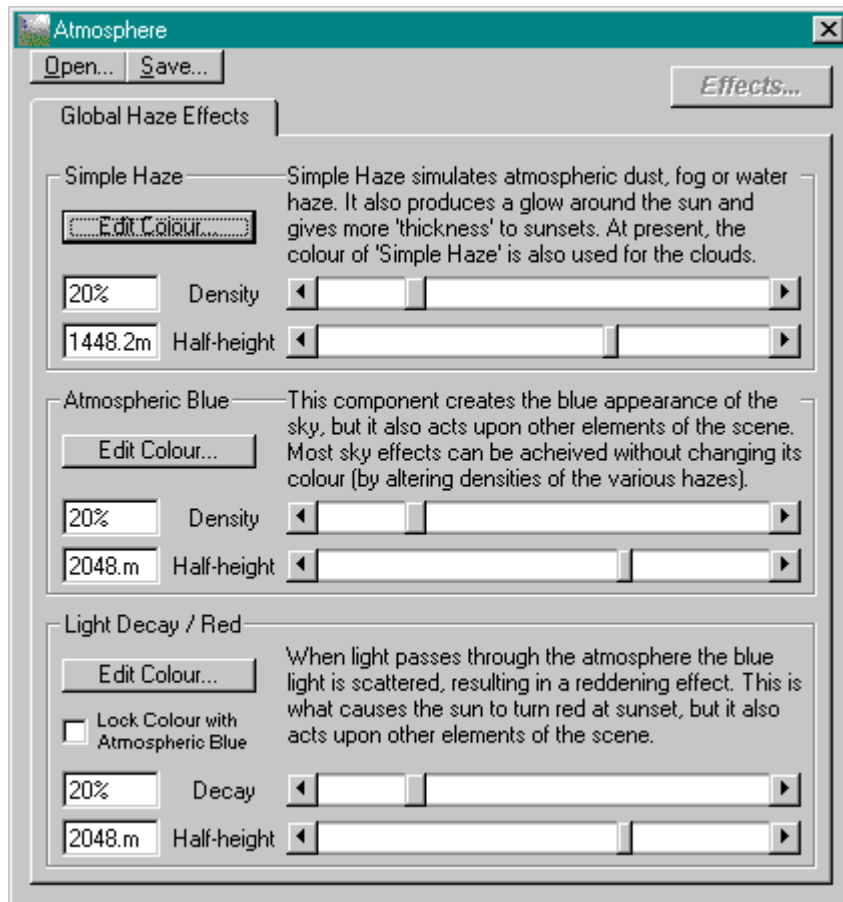 Atmosphere
Open... Save...
Effects...
Global Haze Effects
Simple Haze
Simple Haze simulates atmospheric dust, fog or water
haze. It also produces a glow around the sun and
gives more 'thickness' to sunsets. At present, the
colour of 'Simple Haze' is also used for the clouds.
Edit Colour...
20% Density
1448.2m Half-height
Atmospheric Blue
This component creates the blue appearance of the
sky, but it also acts upon other elements of the scene.
Most sky effects can be acheived without changing its
colour (by altering densities of the various hazes).
Edit Colour...
20% Density
2048.m Half-height
Light Decay / Red
Edit Colour...
When light passes through the atmosphere the blue
light is scattered, resulting in a reddening effect. This is
what causes the sun to turn red at sunset, but it also
acts upon other elements of the scene.
Lock Colour with
Atmospheric Blue
20% Decay
2048.m Half-height